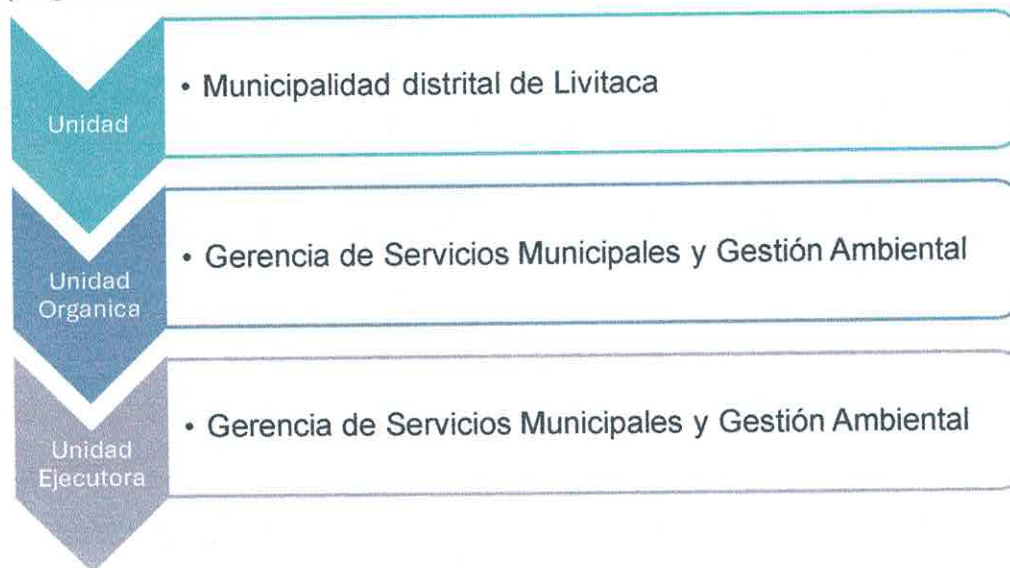 Unidad
• Municipalidad distrital de Livitaca
Unidad
Organica
• Gerencia de Servicios Municipales y Gestión Ambiental
Unidad
Ejecutora
• Gerencia de Servicios Municipales y Gestión Ambiental